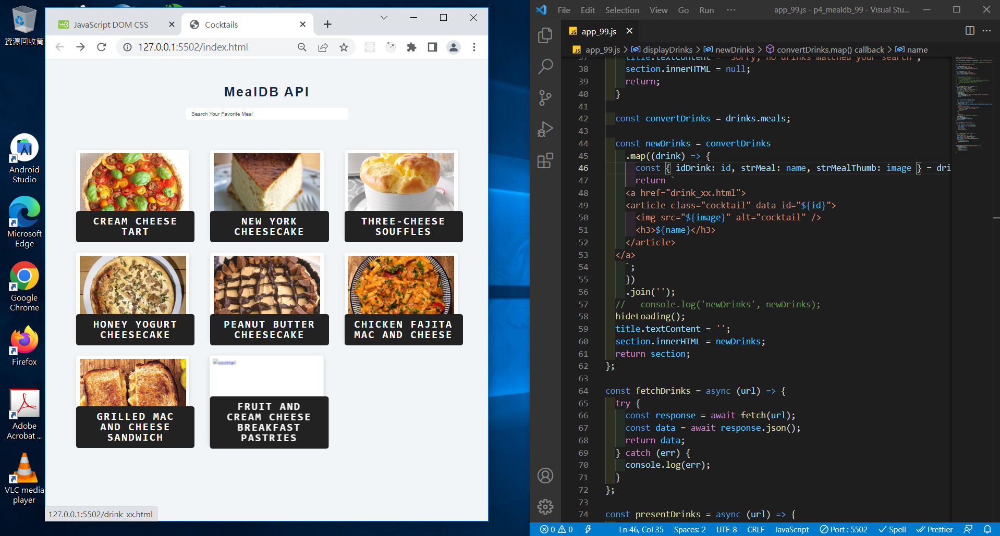 資源回收筒
Android
Studio
Microsoft
Edge
Google
Chrome
Firefox
Adobe
Acrobat ...
VLC media
player
JavaScript DOM CSS
Cocktails
127.0.0.1:5502/index.html
MealDB API
Search Your Favorite Meal
CREAM CHEESE
TART
NEW YORK
CHEESECAKE
THREE-CHEESE
SOUFFLES
HONEY YOGURT
CHEESECAKE
PEANUT BUTTER
CHEESECAKE
CHICKEN FAJITA
MAC AND CHEESE
GRILLED MAC
AND CHEESE
SANDWICH
cocktail
FRUIT AND
CREAM CHEESE
BREAKFAST
PASTRIES
127.0.0.1:5502/drink_xx.html
File Edit Selection View Go Run ··· app_99.js - p4_mealdb_99 - Visual Stu...
JS app_99.js
JS app_99.js > displayDrinks > newDrinks > convertDrinks.map() callback > name
37 title.textContent = 'Sorry, no drinks matched your search';
38 section.innerHTML = null;
39 return;
40 }
41
42 const convertDrinks = drinks.meals;
43
44 const newDrinks = convertDrinks
45 .map((drink) => {
46 const { idDrink: id, strMeal: name, strMealThumb: image } = dri
47 return `
48 <a href="drink_xx.html">
49 <article class="cocktail" data-id="${id}">
50 <img src="${image}" alt="cocktail" />
51 <h3>${name}</h3>
52 </article>
53 </a>
54 `;
55 })
56 .join('');
57 //   console.log('newDrinks', newDrinks);
58 hideLoading();
59 title.textContent = '';
60 section.innerHTML = newDrinks;
61 return section;
62 };
63
64 const fetchDrinks = async (url) => {
65 try {
66 const response = await fetch(url);
67 const data = await response.json();
68 return data;
69 } catch (err) {
70 console.log(err);
71 }
72 };
73
74 const presentDrinks = async (url) => {
0 0 Ln 46, Col 35 Spaces: 2 UTF-8 CRLF JavaScript Port : 5502 Spell Prettier